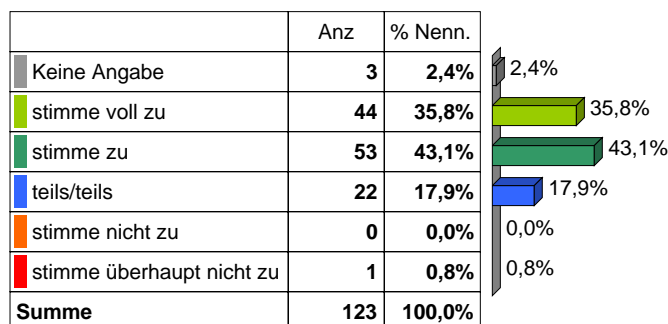 Anz % Nenn.
Keine Angabe 3 2,4% 2,4%
stimme voll zu 44 35,8% 35,8%
stimme zu 53 43,1% 43,1%
teils/teils 22 17,9% 17,9%
stimme nicht zu 0 0,0% 0,0%
stimme überhaupt nicht zu 1 0,8% 0,8%
Summe 123 100,0%